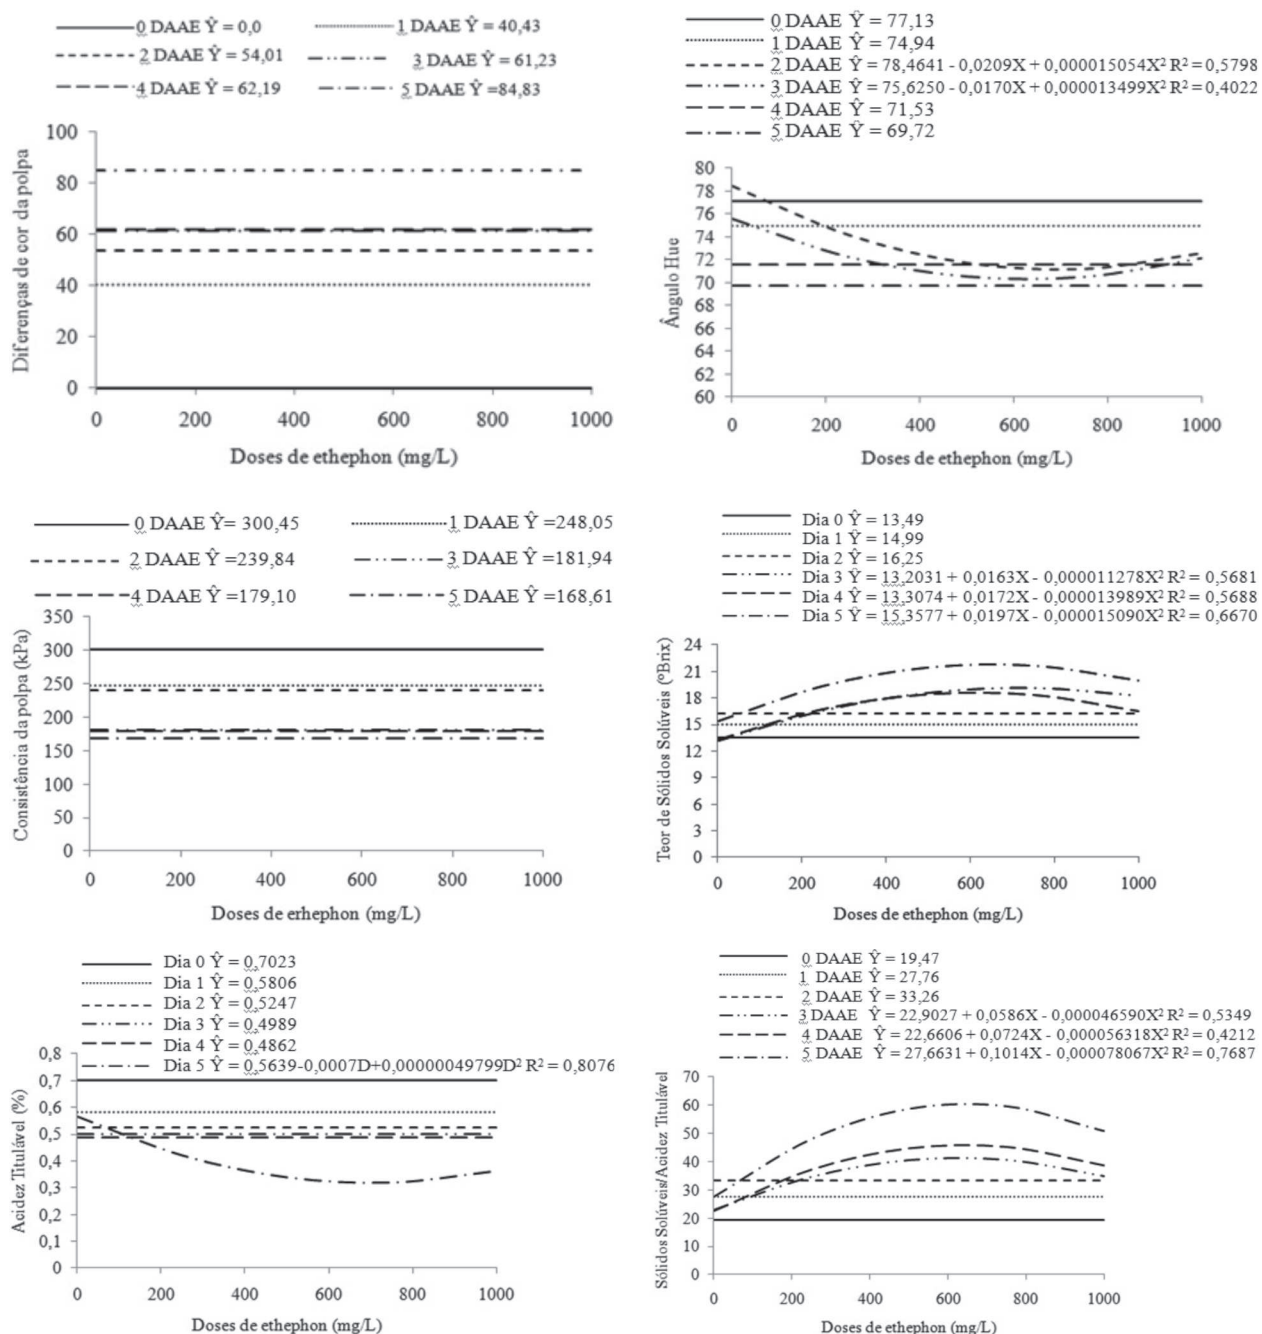 0 DAAE Ŷ = 0,0
1 DAAE Ŷ = 40,43
2 DAAE Ŷ = 54,01
3 DAAE Ŷ = 61,23
4 DAAE Ŷ = 62,19
5 DAAE Ŷ =84,83
Diferenças de cor da polpa
100
80
60
40
20
0
0 200 400 600 800 1000
Doses de ethephon (mg/L)
0 DAAE Ŷ = 77,13
1 DAAE Ŷ = 74,94
2 DAAE Ŷ = 78,4641 - 0,0209X + 0,000015054X² R² = 0,5798
3 DAAE Ŷ = 75,6250 - 0,0170X + 0,000013499X² R² = 0,4022
4 DAAE Ŷ = 71,53
5 DAAE Ŷ = 69,72
Ângulo Hue
80
78
76
74
72
70
68
66
64
62
60
0 200 400 600 800 1000
Doses de ethephon (mg/L)
0 DAAE Ŷ= 300,45
1 DAAE Ŷ =248,05
2 DAAE Ŷ =239,84
3 DAAE Ŷ =181,94
4 DAAE Ŷ =179,10
5 DAAE Ŷ =168,61
Consistência da polpa (kPa)
350
300
250
200
150
100
50
0
0 200 400 600 800 1000
Doses de erhephon (mg/L)
Dia 0 Ŷ = 13,49
Dia 1 Ŷ = 14,99
Dia 2 Ŷ = 16,25
Dia 3 Ŷ = 13,2031 + 0,0163X - 0,000011278X² R² = 0,5681
Dia 4 Ŷ = 13,3074 + 0,0172X - 0,000013989X² R² = 0,5688
Dia 5 Ŷ = 15,3577 + 0,0197X - 0,000015090X² R² = 0,6670
Teor de Sólidos Solúveis (ºBrix)
24
21
18
15
12
9
6
3
0
0 200 400 600 800 1000
Doses de ethephon (mg/L)
Dia 0 Ŷ = 0,7023
Dia 1 Ŷ = 0,5806
Dia 2 Ŷ = 0,5247
Dia 3 Ŷ = 0,4989
Dia 4 Ŷ = 0,4862
Dia 5 Ŷ = 0,5639-0,0007D+0,00000049799D² R² = 0,8076
Acidez Titulável (%)
0,8
0,7
0,6
0,5
0,4
0,3
0,2
0,1
0
0 200 400 600 800 1000
Doses de ethephon (mg/L)
0 DAAE Ŷ = 19,47
1 DAAE Ŷ = 27,76
2 DAAE Ŷ = 33,26
3 DAAE Ŷ = 22,9027 + 0,0586X - 0,000046590X² R² = 0,5349
4 DAAE Ŷ = 22,6606 + 0,0724X - 0,000056318X² R² = 0,4212
5 DAAE Ŷ = 27,6631 + 0,1014X - 0,000078067X² R² = 0,7687
Sólidos Solúveis/Acidez Titulável
70
60
50
40
30
20
10
0
0 200 400 600 800 1000
Doses de ethephon (mg/L)